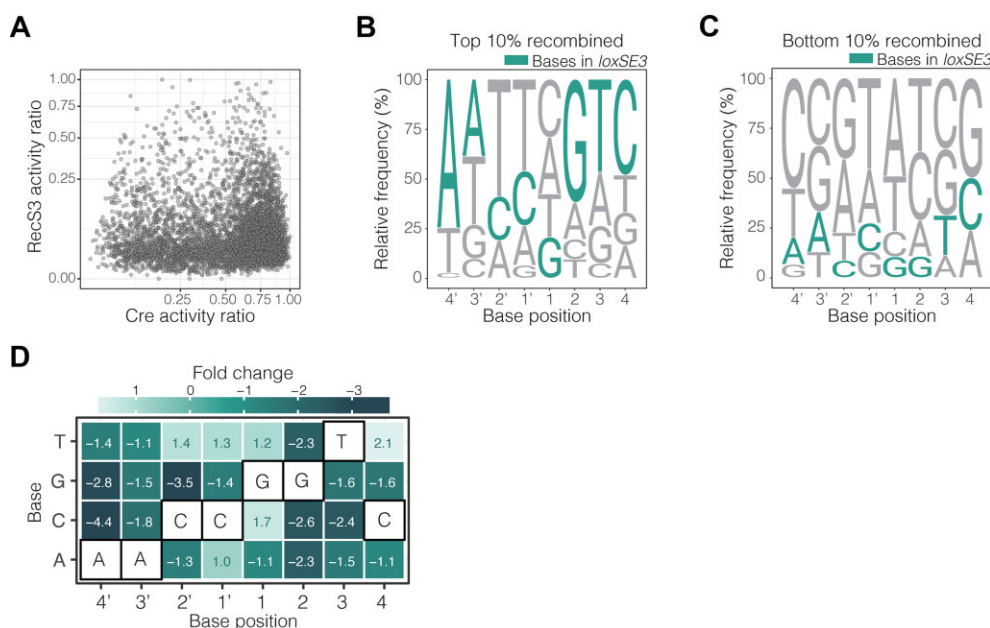 A
1.00
0.75
0.50
0.25
0.00
RecS3 activity ratio
0.25 0.50 0.75 1.00
Cre activity ratio
B
Top 10% recombined
Bases in loxSE3
100
75
50
25
0
Relative frequency (%)
A A T T C G T C
T T C C A A A T
G A A T C G G
C G C A G G T C A
4' 3' 2' 1' 1 2 3 4
Base position
C
Bottom 10% recombined
Bases in loxSE3
100
75
50
25
0
Relative frequency (%)
C C G T A T C G
T G A A T C G C
A A T C C A T T
G T C G G G A A
4' 3' 2' 1' 1 2 3 4
Base position
D
Fold change
1 0 −1 −2 −3
Base
T −1.4 −1.1 1.4 1.3 1.2 −2.3 T 2.1
G −2.8 −1.5 −3.5 −1.4 G G −1.6 −1.6
C −4.4 −1.8 C C 1.7 −2.6 −2.4 C
A A A −1.3 1.0 −1.1 −2.3 −1.5 −1.1
4' 3' 2' 1' 1 2 3 4
Base position